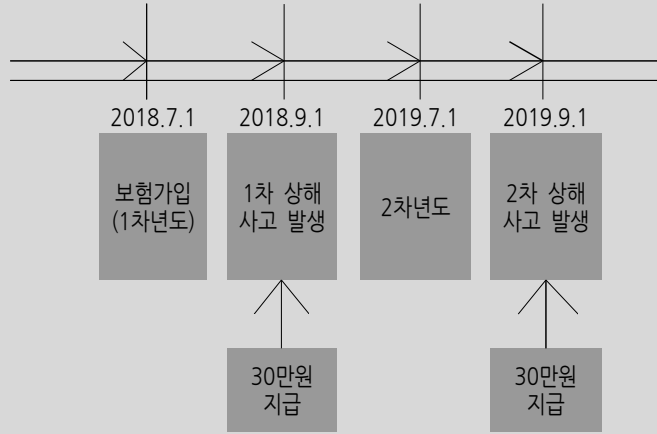 2018.7.1
2018.9.1
2019.7.1
2019.9.1
보험가입
(1차년도)
1차 상해
사고 발생
2차년도
2차 상해
사고 발생
30만원
지급
30만원
지급